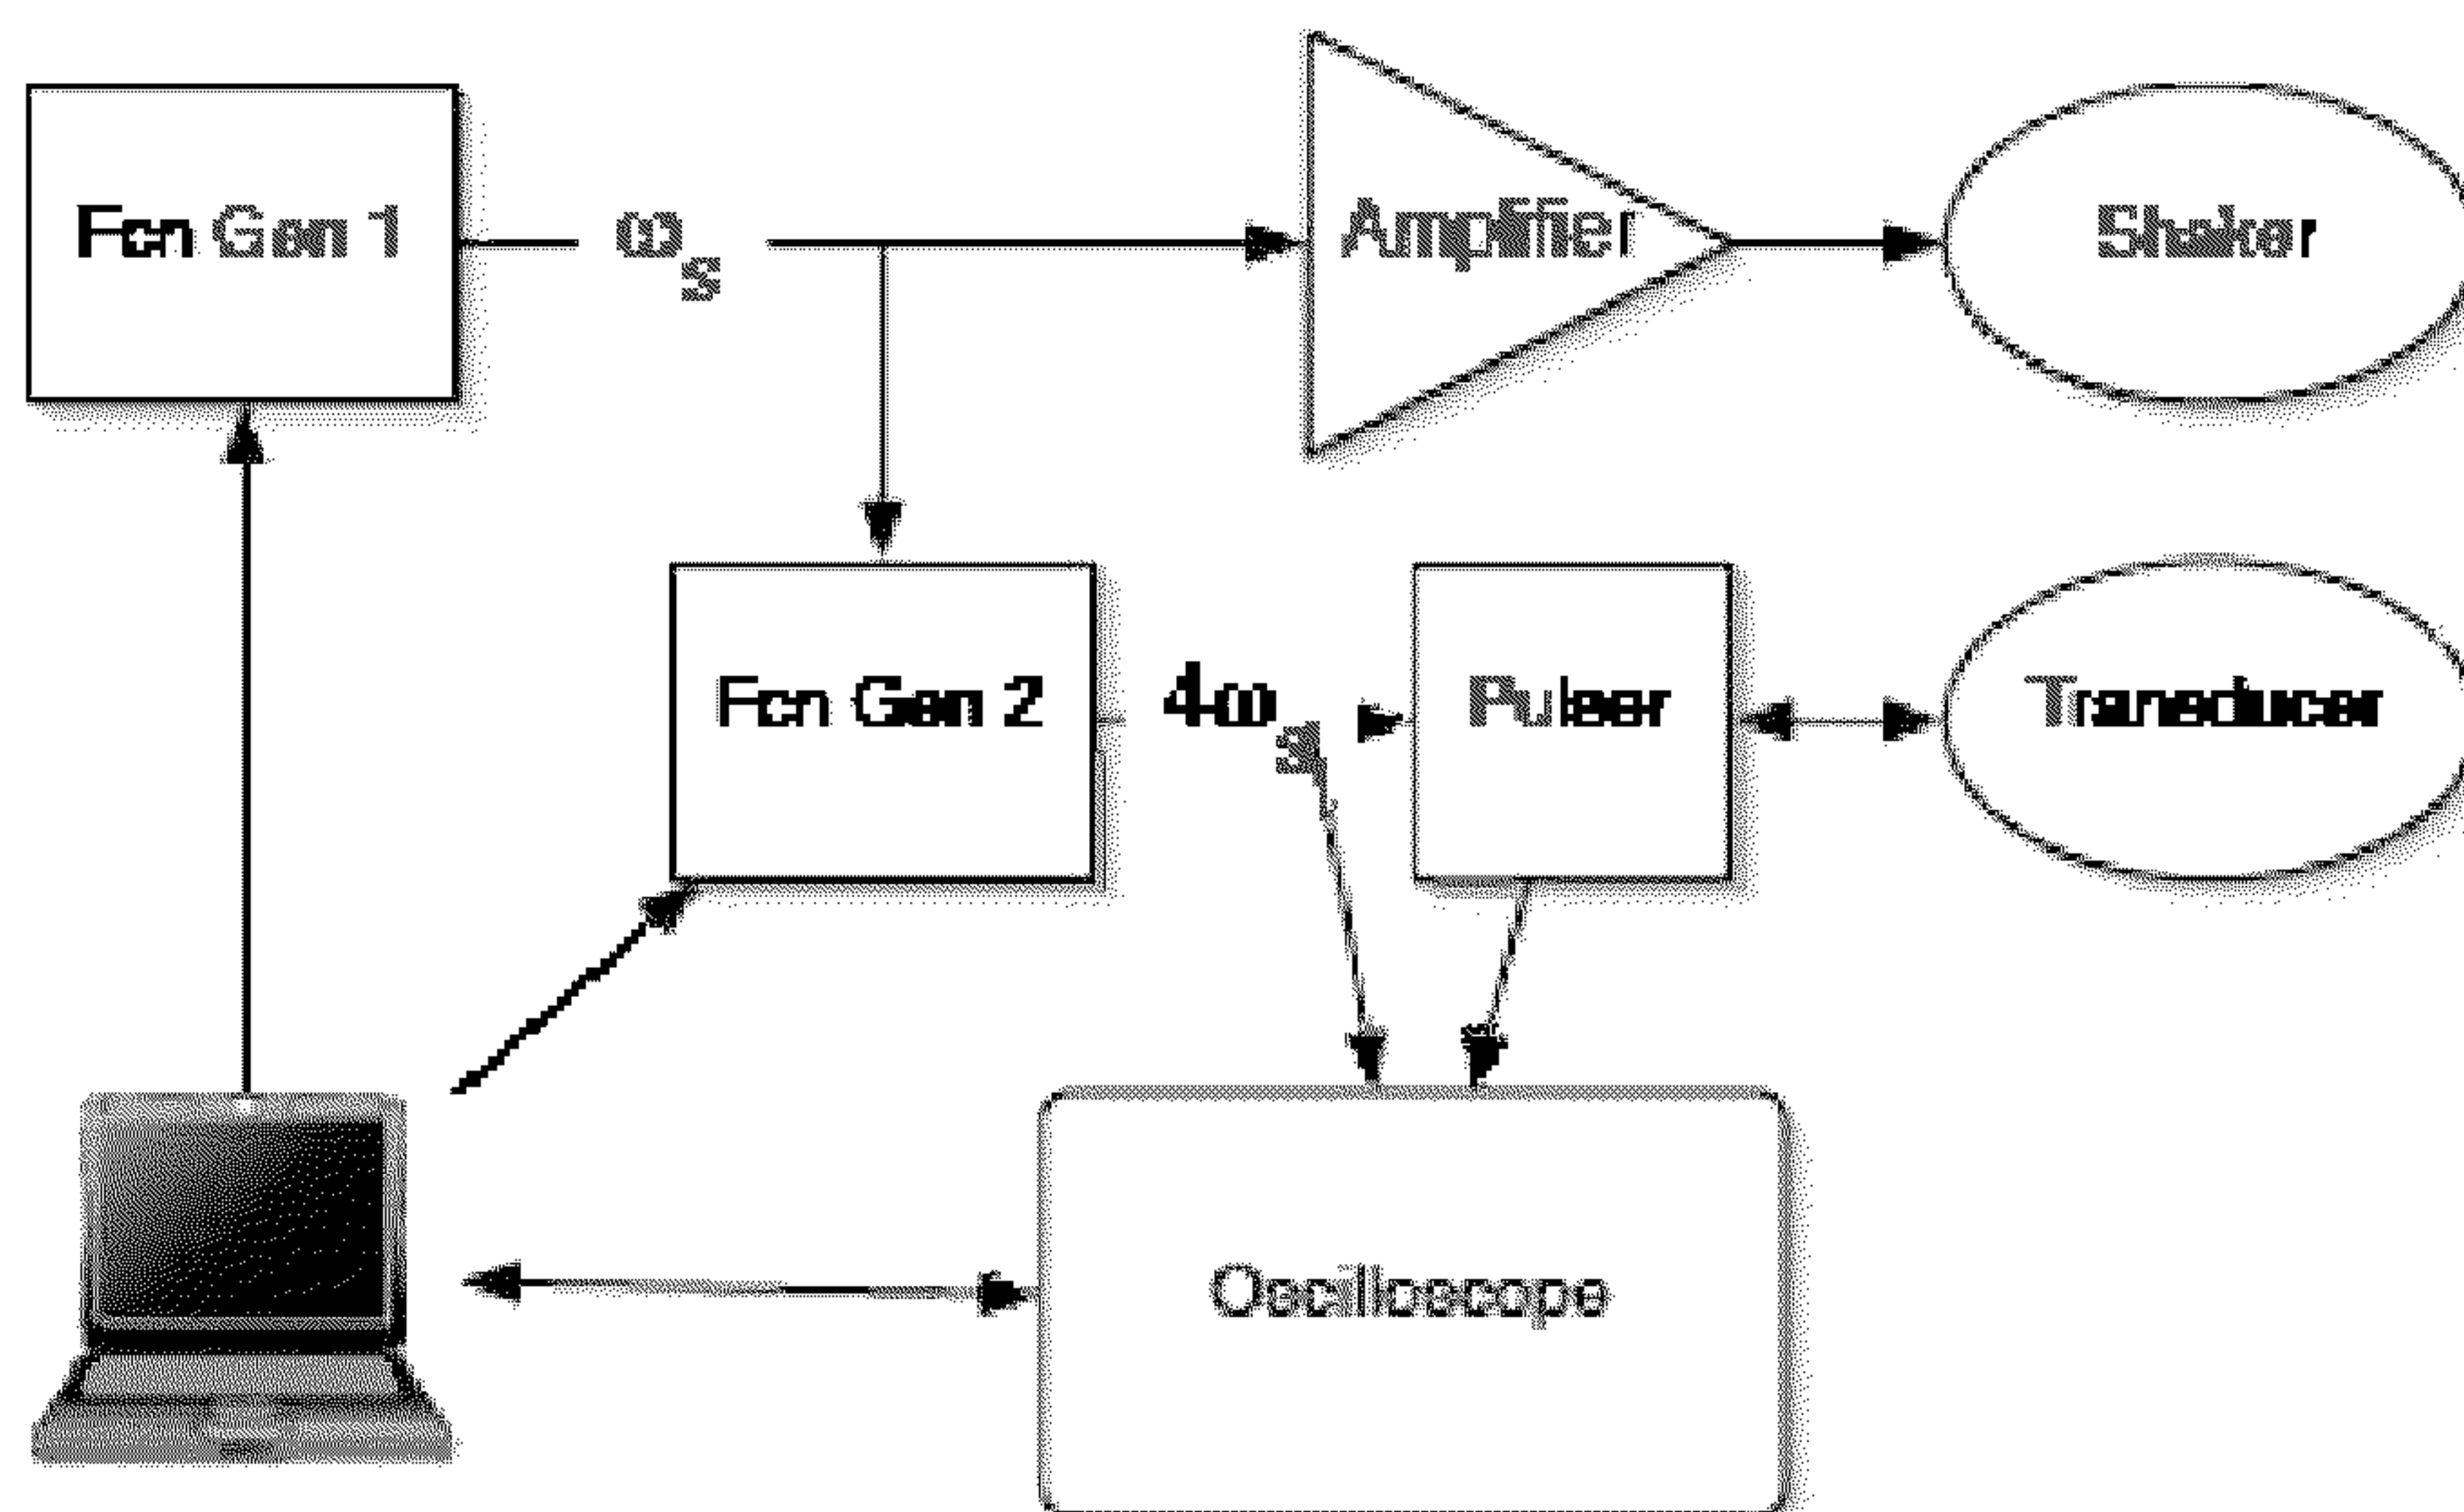 Fcn Gen 1
ωs
Amplifier
Shaker
Fcn Gen 2
4ωs
Pulser
Transducer
Oscilloscope